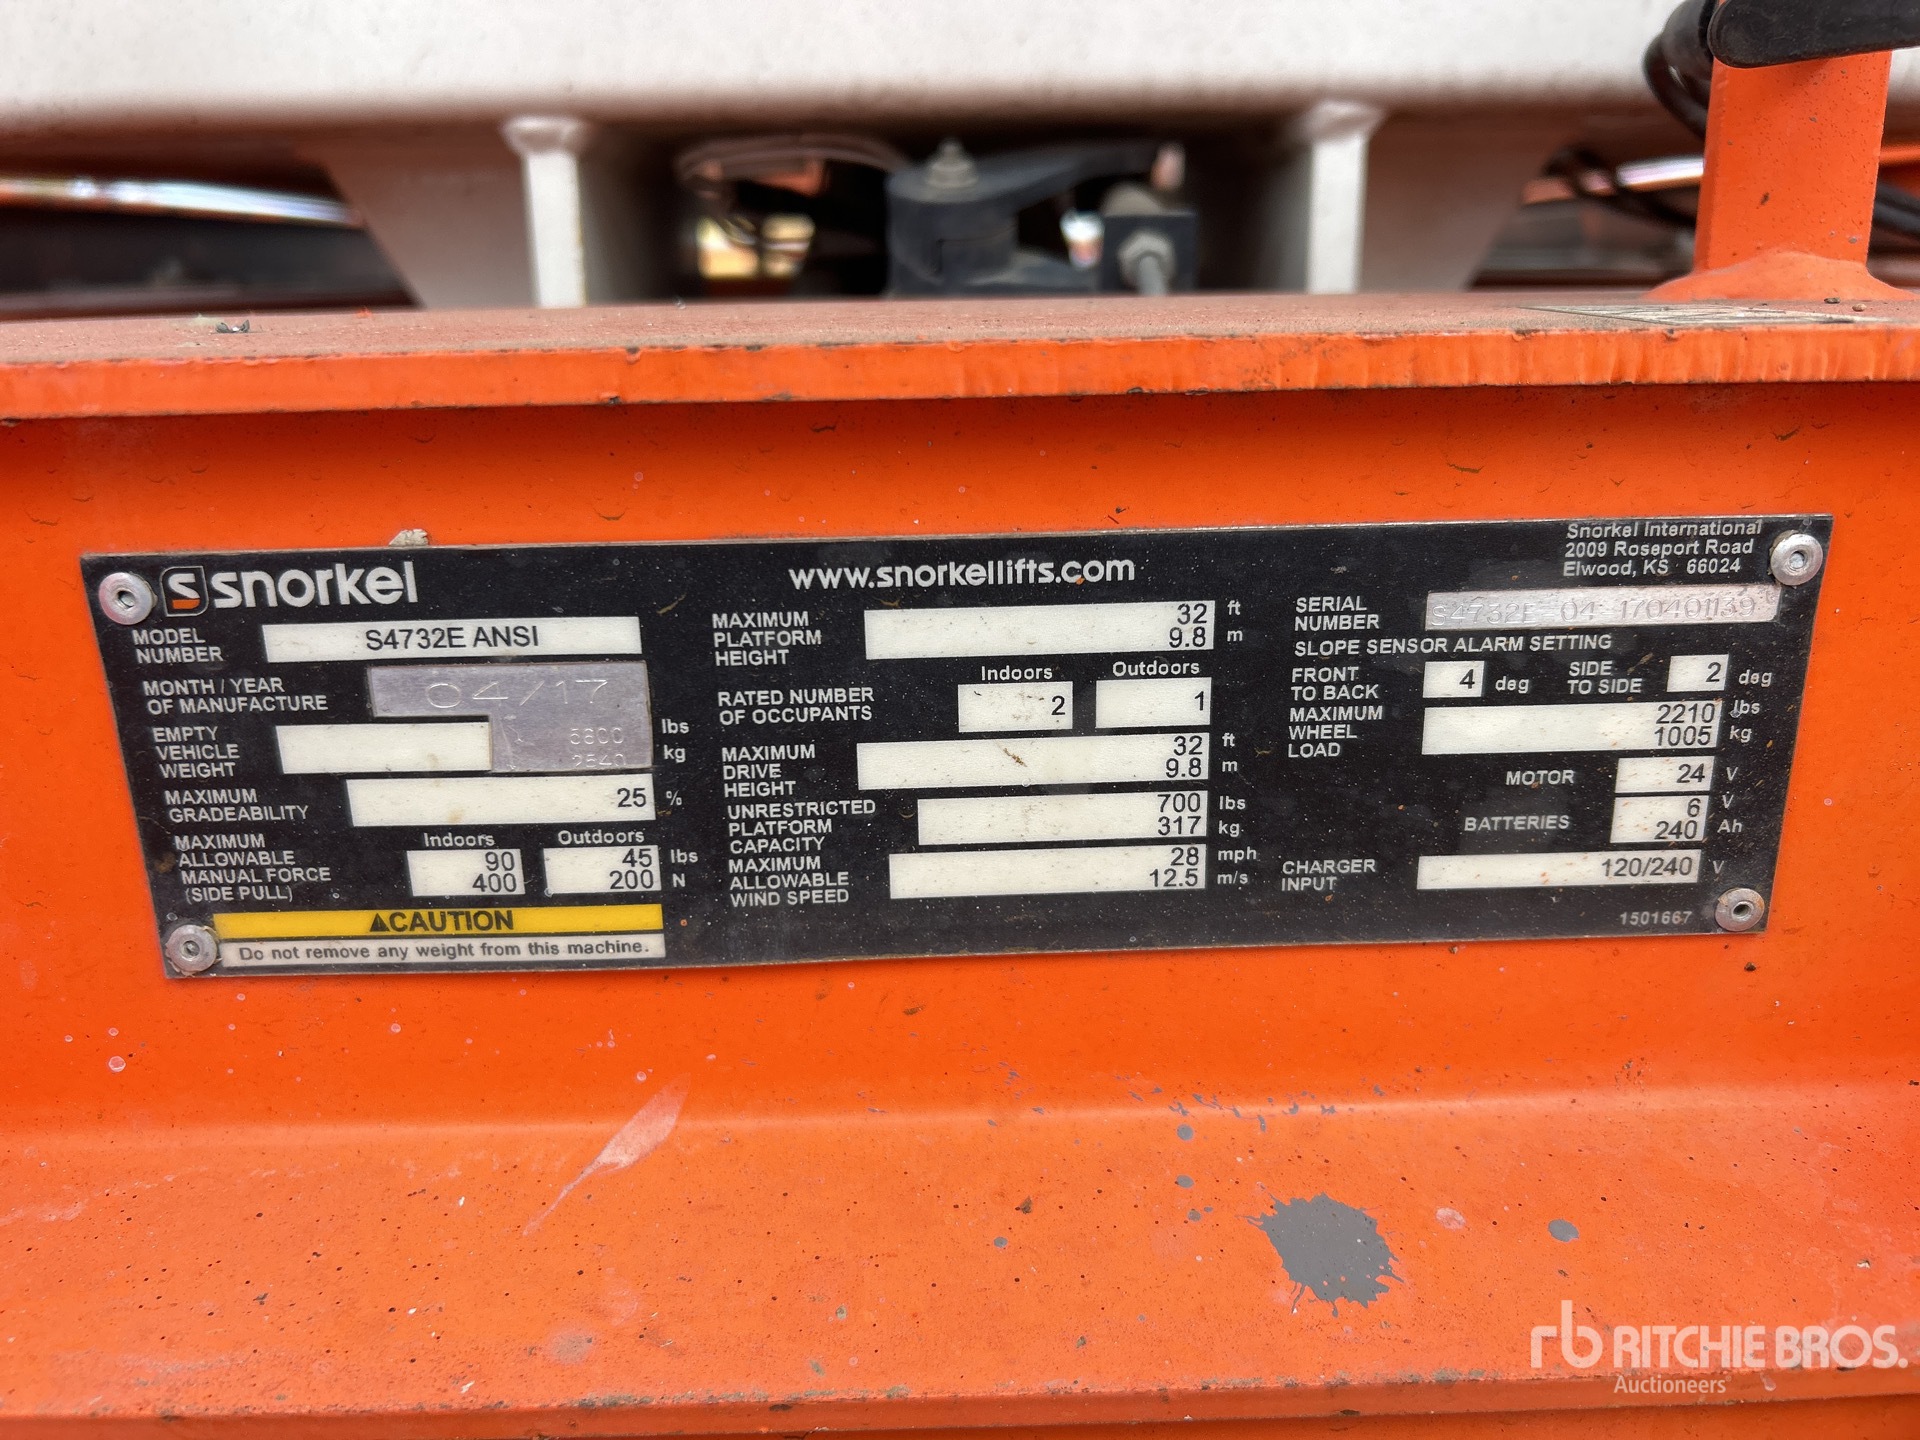 snorkel
MODEL NUMBER S4732E ANSI
MONTH / YEAR OF MANUFACTURE 04/17
EMPTY VEHICLE WEIGHT 5600 lbs 2540 kg
MAXIMUM GRADEABILITY 25 %
MAXIMUM ALLOWABLE MANUAL FORCE (SIDE PULL)
Indoors Outdoors
90 45 lbs
400 200 N
CAUTION
Do not remove any weight from this machine.
www.snorkellifts.com
MAXIMUM PLATFORM HEIGHT 32 ft 9.8 m
Indoors Outdoors
RATED NUMBER OF OCCUPANTS 2 1
MAXIMUM DRIVE HEIGHT 32 ft 9.8 m
UNRESTRICTED PLATFORM CAPACITY 700 lbs 317 kg
MAXIMUM ALLOWABLE WIND SPEED 28 mph 12.5 m/s
Snorkel International
2009 Roseport Road
Elwood, KS 66024
SERIAL NUMBER S4732E-04-170401139
SLOPE SENSOR ALARM SETTING
FRONT TO BACK 4 deg SIDE TO SIDE 2 deg
MAXIMUM WHEEL LOAD 2210 lbs 1005 kg
MOTOR 24 V
BATTERIES 6 V 240 Ah
CHARGER INPUT 120/240 V
1501667
rb RITCHIE BROS.
Auctioneers